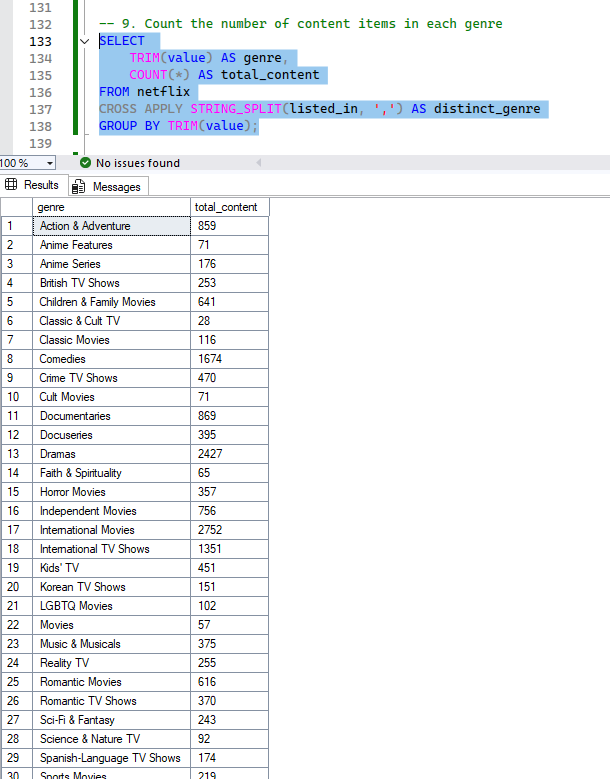 131
132 -- 9. Count the number of content items in each genre
133 SELECT
134 TRIM(value) AS genre,
135 COUNT(*) AS total_content
136 FROM netflix
137 CROSS APPLY STRING_SPLIT(listed_in, ',') AS distinct_genre
138 GROUP BY TRIM(value);
139
100 % No issues found
Results Messages
genre total_content
1 Action & Adventure 859
2 Anime Features 71
3 Anime Series 176
4 British TV Shows 253
5 Children & Family Movies 641
6 Classic & Cult TV 28
7 Classic Movies 116
8 Comedies 1674
9 Crime TV Shows 470
10 Cult Movies 71
11 Documentaries 869
12 Docuseries 395
13 Dramas 2427
14 Faith & Spirituality 65
15 Horror Movies 357
16 Independent Movies 756
17 International Movies 2752
18 International TV Shows 1351
19 Kids' TV 451
20 Korean TV Shows 151
21 LGBTQ Movies 102
22 Movies 57
23 Music & Musicals 375
24 Reality TV 255
25 Romantic Movies 616
26 Romantic TV Shows 370
27 Sci-Fi & Fantasy 243
28 Science & Nature TV 92
29 Spanish-Language TV Shows 174
30 Sports Movies 219